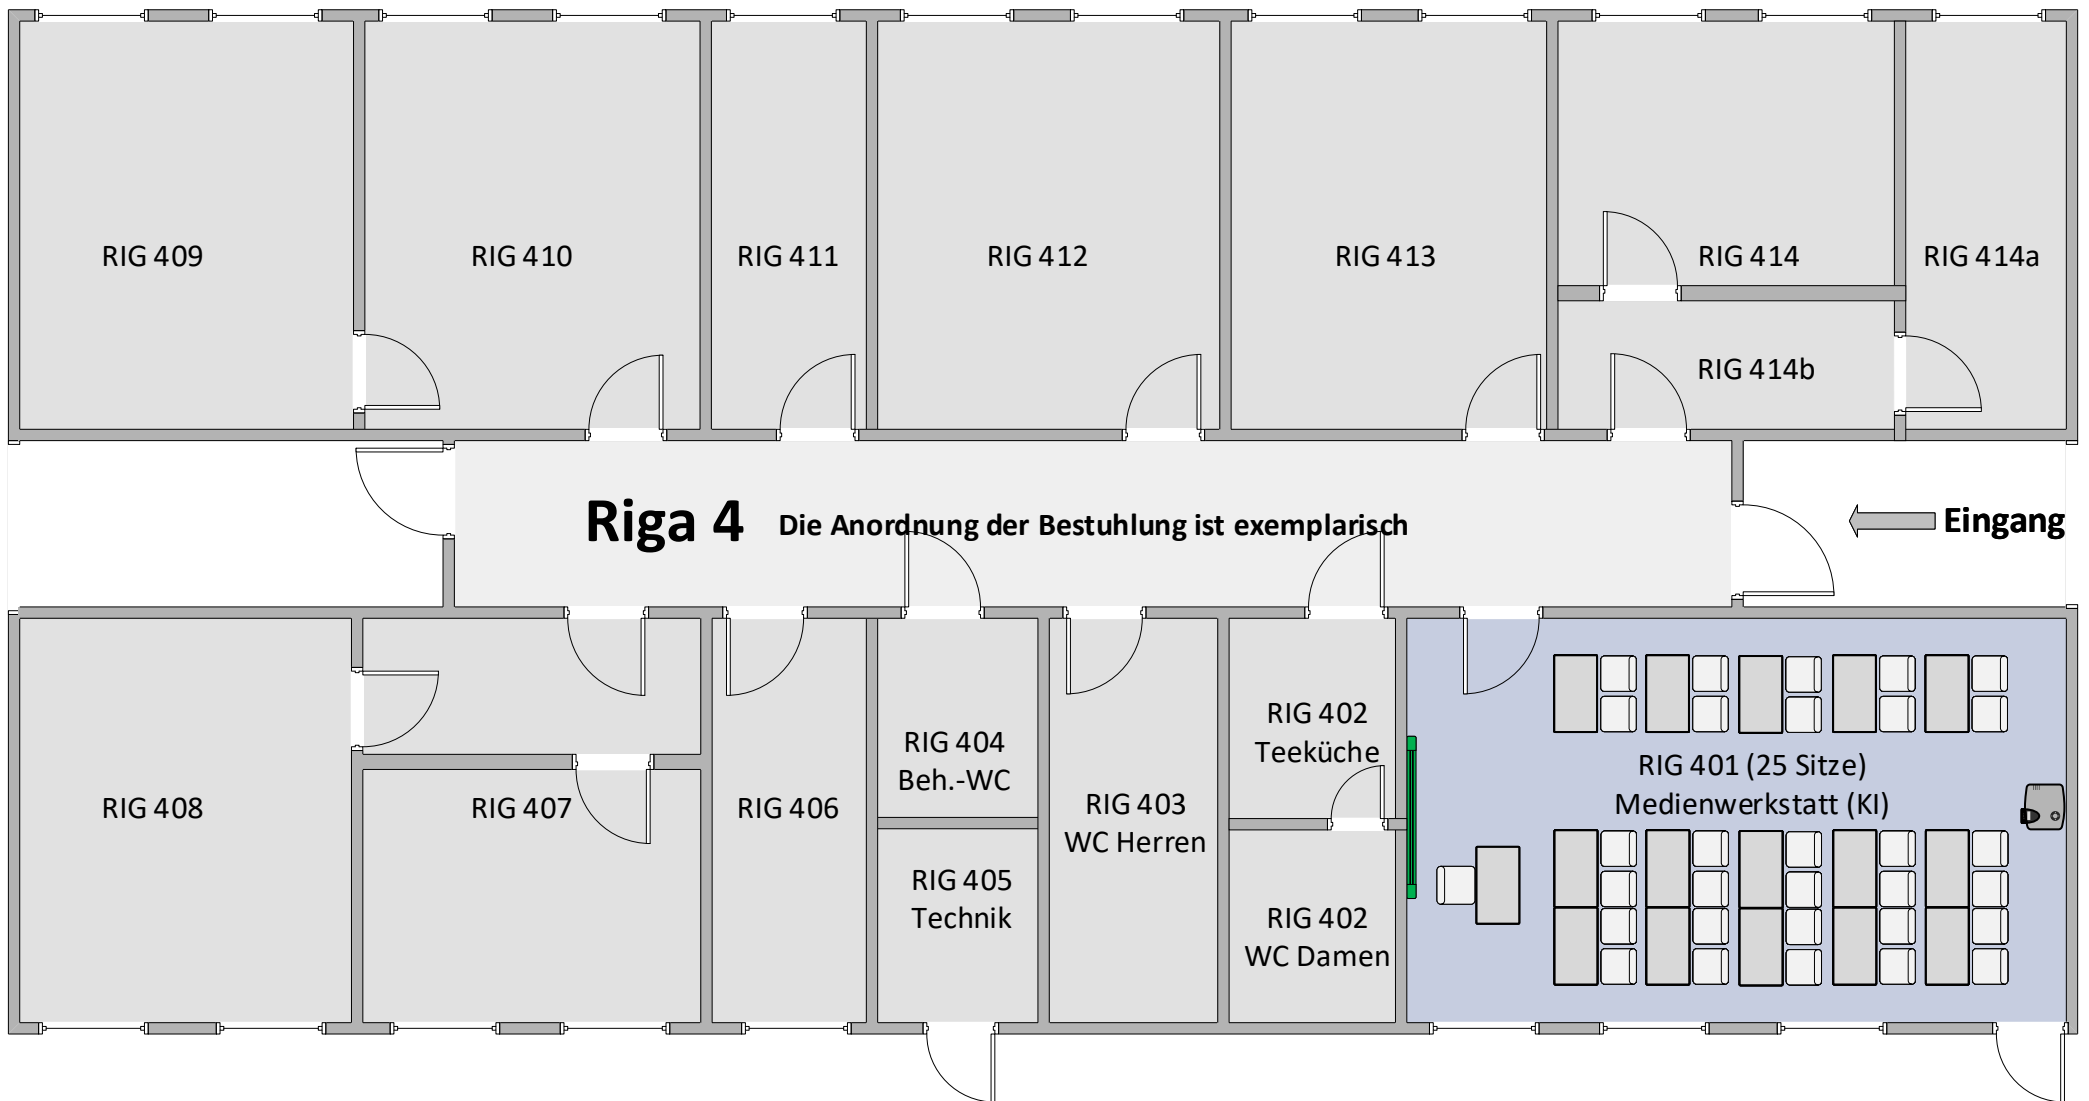 RIG 409
RIG 410
RIG 411
RIG 412
RIG 413
RIG 414
RIG 414a
RIG 414b
Riga 4
Die Anordnung der Bestuhlung ist exemplarisch
Eingang
RIG 408
RIG 407
RIG 406
RIG 404
Beh.-WC
RIG 405
Technik
RIG 403
WC Herren
RIG 402
Teeküche
RIG 402
WC Damen
RIG 401 (25 Sitze)
Medienwerkstatt (KI)